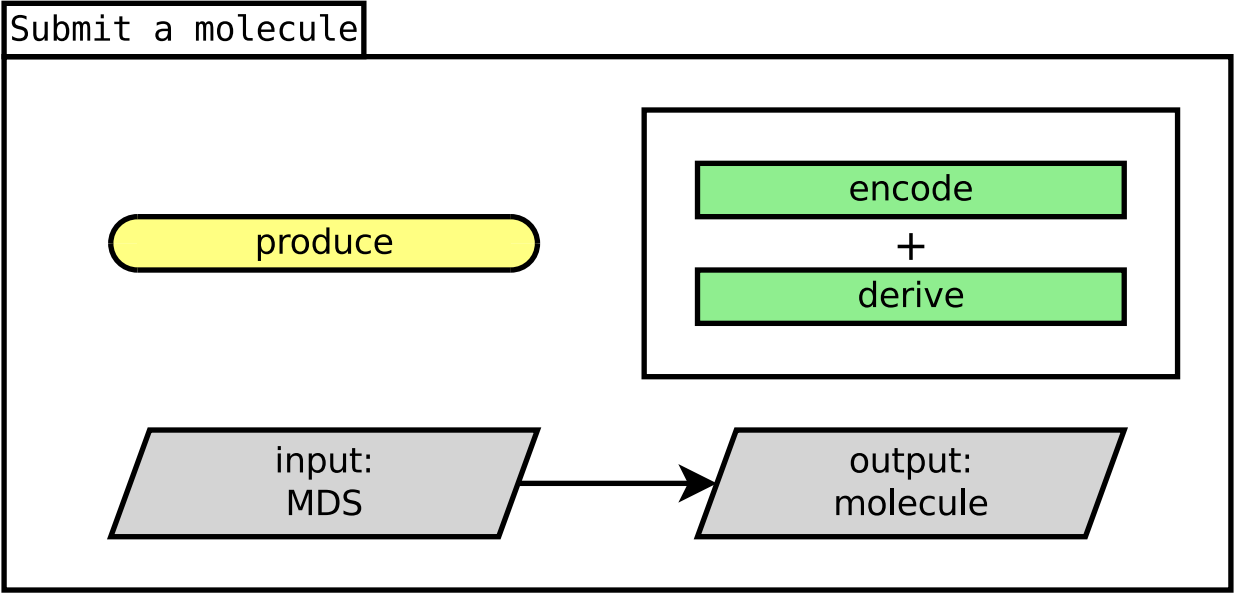 Submit a molecule
encode
produce
+
derive
input:
MDS
output:
molecule